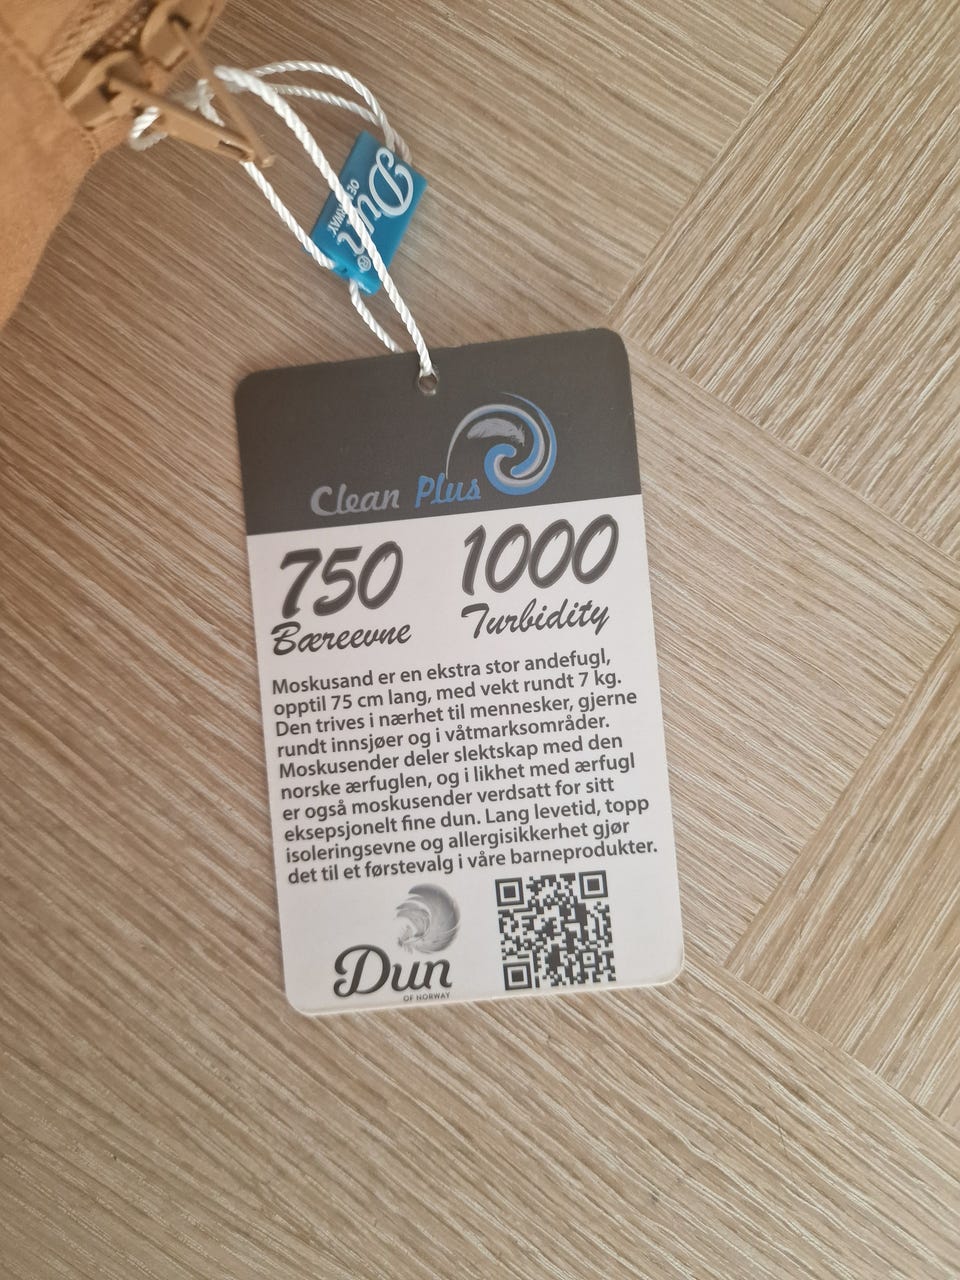 Dun
OF NORWAY
®
Clean Plus
750 1000
Bæreevne Turbidity
Moskusand er en ekstra stor andefugl,
opptil 75 cm lang, med vekt rundt 7 kg.
Den trives i nærhet til mennesker, gjerne
rundt innsjøer og i våtmarksområder.
Moskusender deler slektskap med den
norske ærfuglen, og i likhet med ærfugl
er også moskusender verdsatt for sitt
eksepsjonelt fine dun. Lang levetid, topp
isoleringsevne og allergisikkerhet gjør
det til et førstevalg i våre barneprodukter.
Dun
OF NORWAY